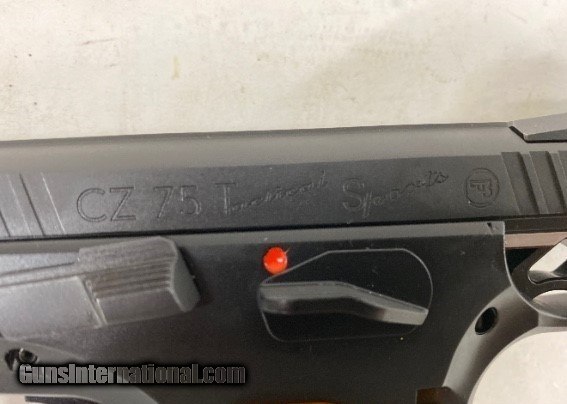 CZ 75 Tactical Sports F
GunsInternational.com